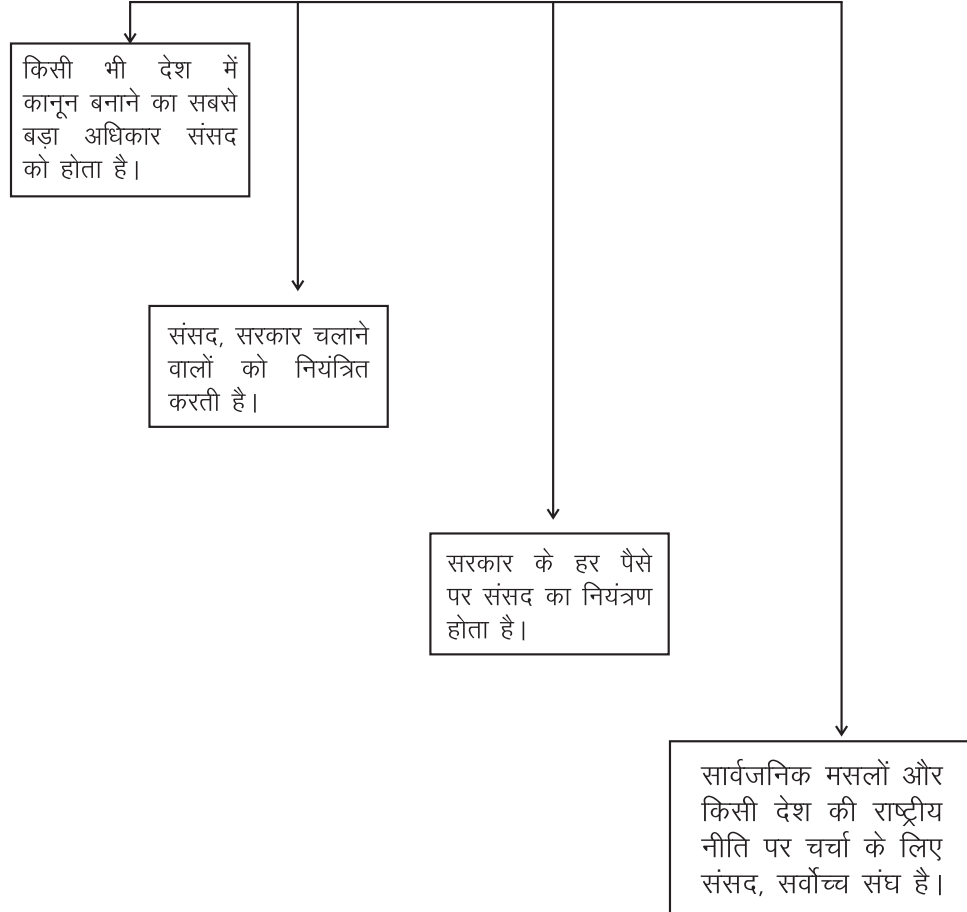 किसी भी देश में
कानून बनाने का सबसे
बड़ा अधिकार संसद
को होता है।
संसद, सरकार चलाने
वालों को नियंत्रित
करती है।
सरकार के हर पैसे
पर संसद का नियंत्रण
होता है।
सार्वजनिक मसलों और
किसी देश की राष्ट्रीय
नीति पर चर्चा के लिए
संसद, सर्वोच्च संघ है।